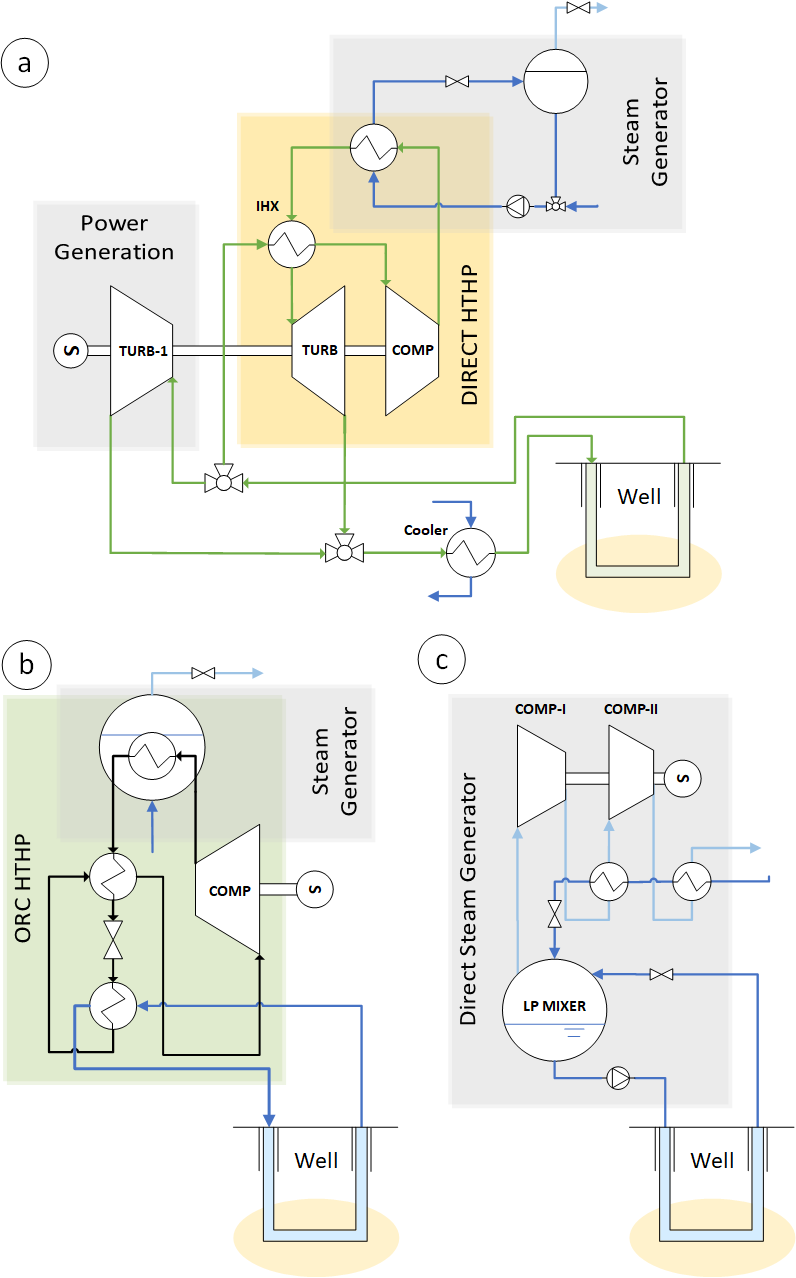 a
Steam
Generator
IHX
Power
Generation
DIRECT HTHP
S
TURB-1
TURB
COMP
Well
Cooler
b
c
Steam
Generator
COMP-I
COMP-II
S
Direct Steam Generator
ORC HTHP
COMP
S
LP MIXER
Well
Well